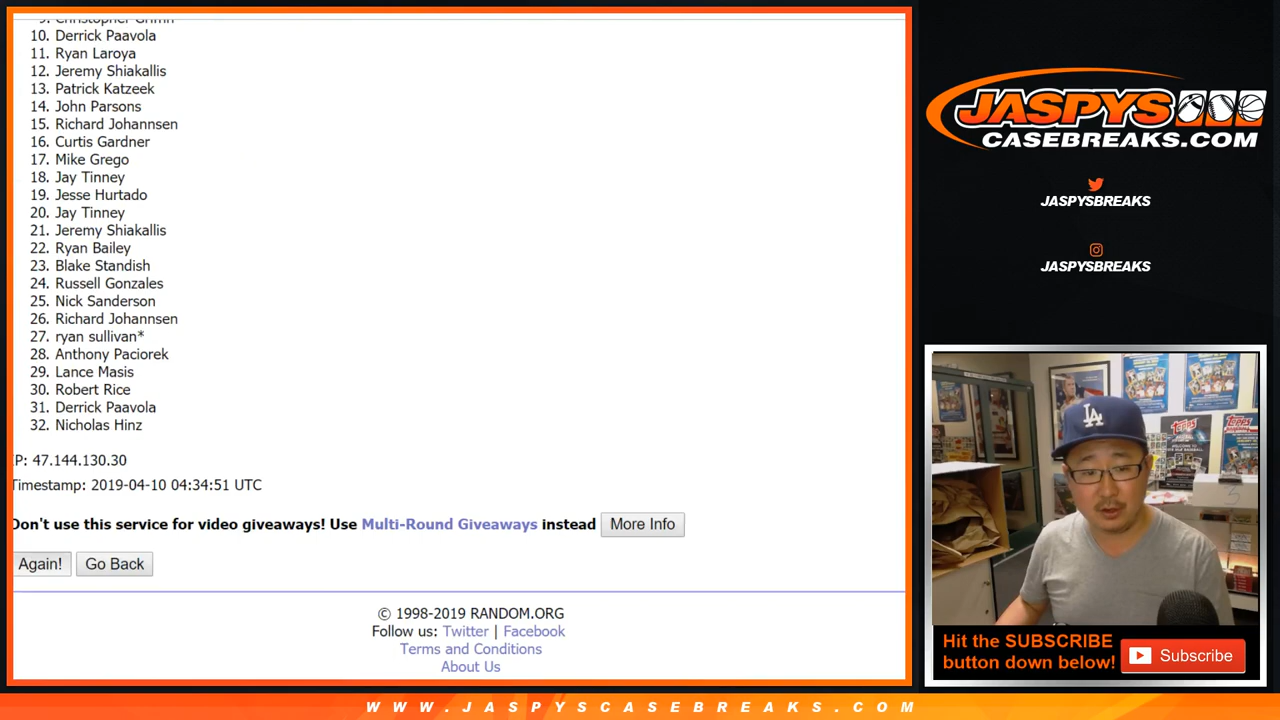 10. Derrick Paavola
11. Ryan Laroya
12. Jeremy Shiakallis
13. Patrick Katzeek
14. John Parsons
15. Richard Johannsen
16. Curtis Gardner
17. Mike Grego
18. Jay Tinney
19. Jesse Hurtado
20. Jay Tinney
21. Jeremy Shiakallis
22. Ryan Bailey
23. Blake Standish
24. Russell Gonzales
25. Nick Sanderson
26. Richard Johannsen
27. ryan sullivan*
28. Anthony Paciorek
29. Lance Masis
30. Robert Rice
31. Derrick Paavola
32. Nicholas Hinz
P: 47.144.130.30
Timestamp: 2019-04-10 04:34:51 UTC
Don't use this service for video giveaways! Use Multi-Round Giveaways instead More Info
Again! Go Back
© 1998-2019 RANDOM.ORG
Follow us: Twitter | Facebook
Terms and Conditions
About Us
JASPYS
CASEBREAKS.COM
JASPYSBREAKS
JASPYSBREAKS
LA
TOPPS
Hit the SUBSCRIBE
button down below!
Subscribe
WWW.JASPYSCASEBREAKS.COM